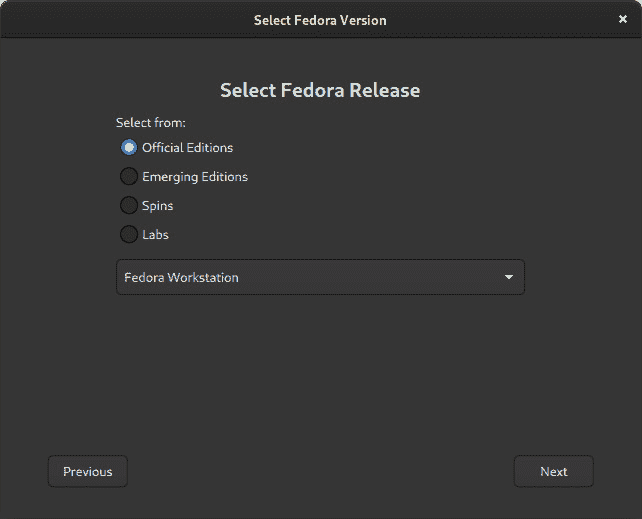 Select Fedora Version
Select Fedora Release
Select from:
Official Editions
Emerging Editions
Spins
Labs
Fedora Workstation
Previous
Next